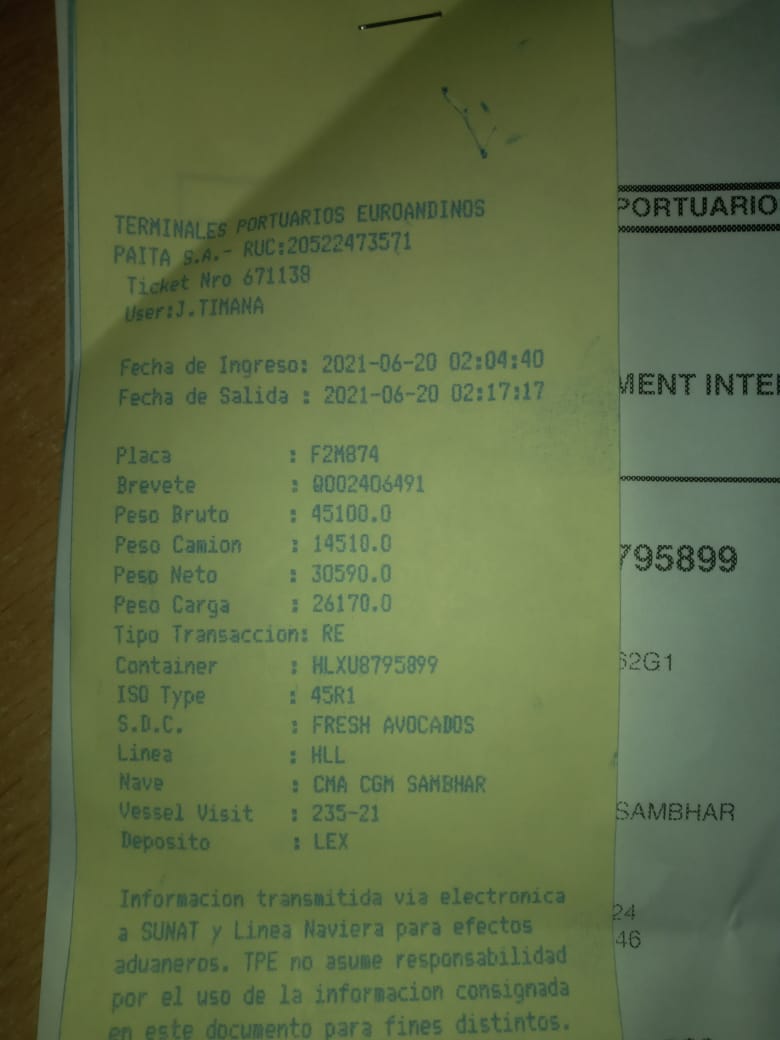 TERMINALES PORTUARIOS EUROANDINOS
PAITA S.A.- RUC:20522473571
Ticket Nro 671138
User:J.TIMANA
Fecha de Ingreso: 2021-06-20 02:04:40
Fecha de Salida : 2021-06-20 02:17:17
Placa : F2M874
Brevete : Q002406491
Peso Bruto : 45100.0
Peso Camion : 14510.0
Peso Neto : 30590.0
Peso Carga : 26170.0
Tipo Transaccion: RE
Container : HLXU8795899
ISO Type : 45R1
S.D.C. : FRESH AVOCADOS
Linea : HLL
Nave : CMA CGM SAMBHAR
Vessel Visit : 235-21
Deposito : LEX
Informacion transmitida via electronica
a SUNAT y Linea Naviera para efectos
aduaneros. TPE no asume responsabilidad
por el uso de la informacion consignada
en este documento para fines distintos.
PORTUARIO
MENT INTE
795899
62G1
SAMBHAR
24
46